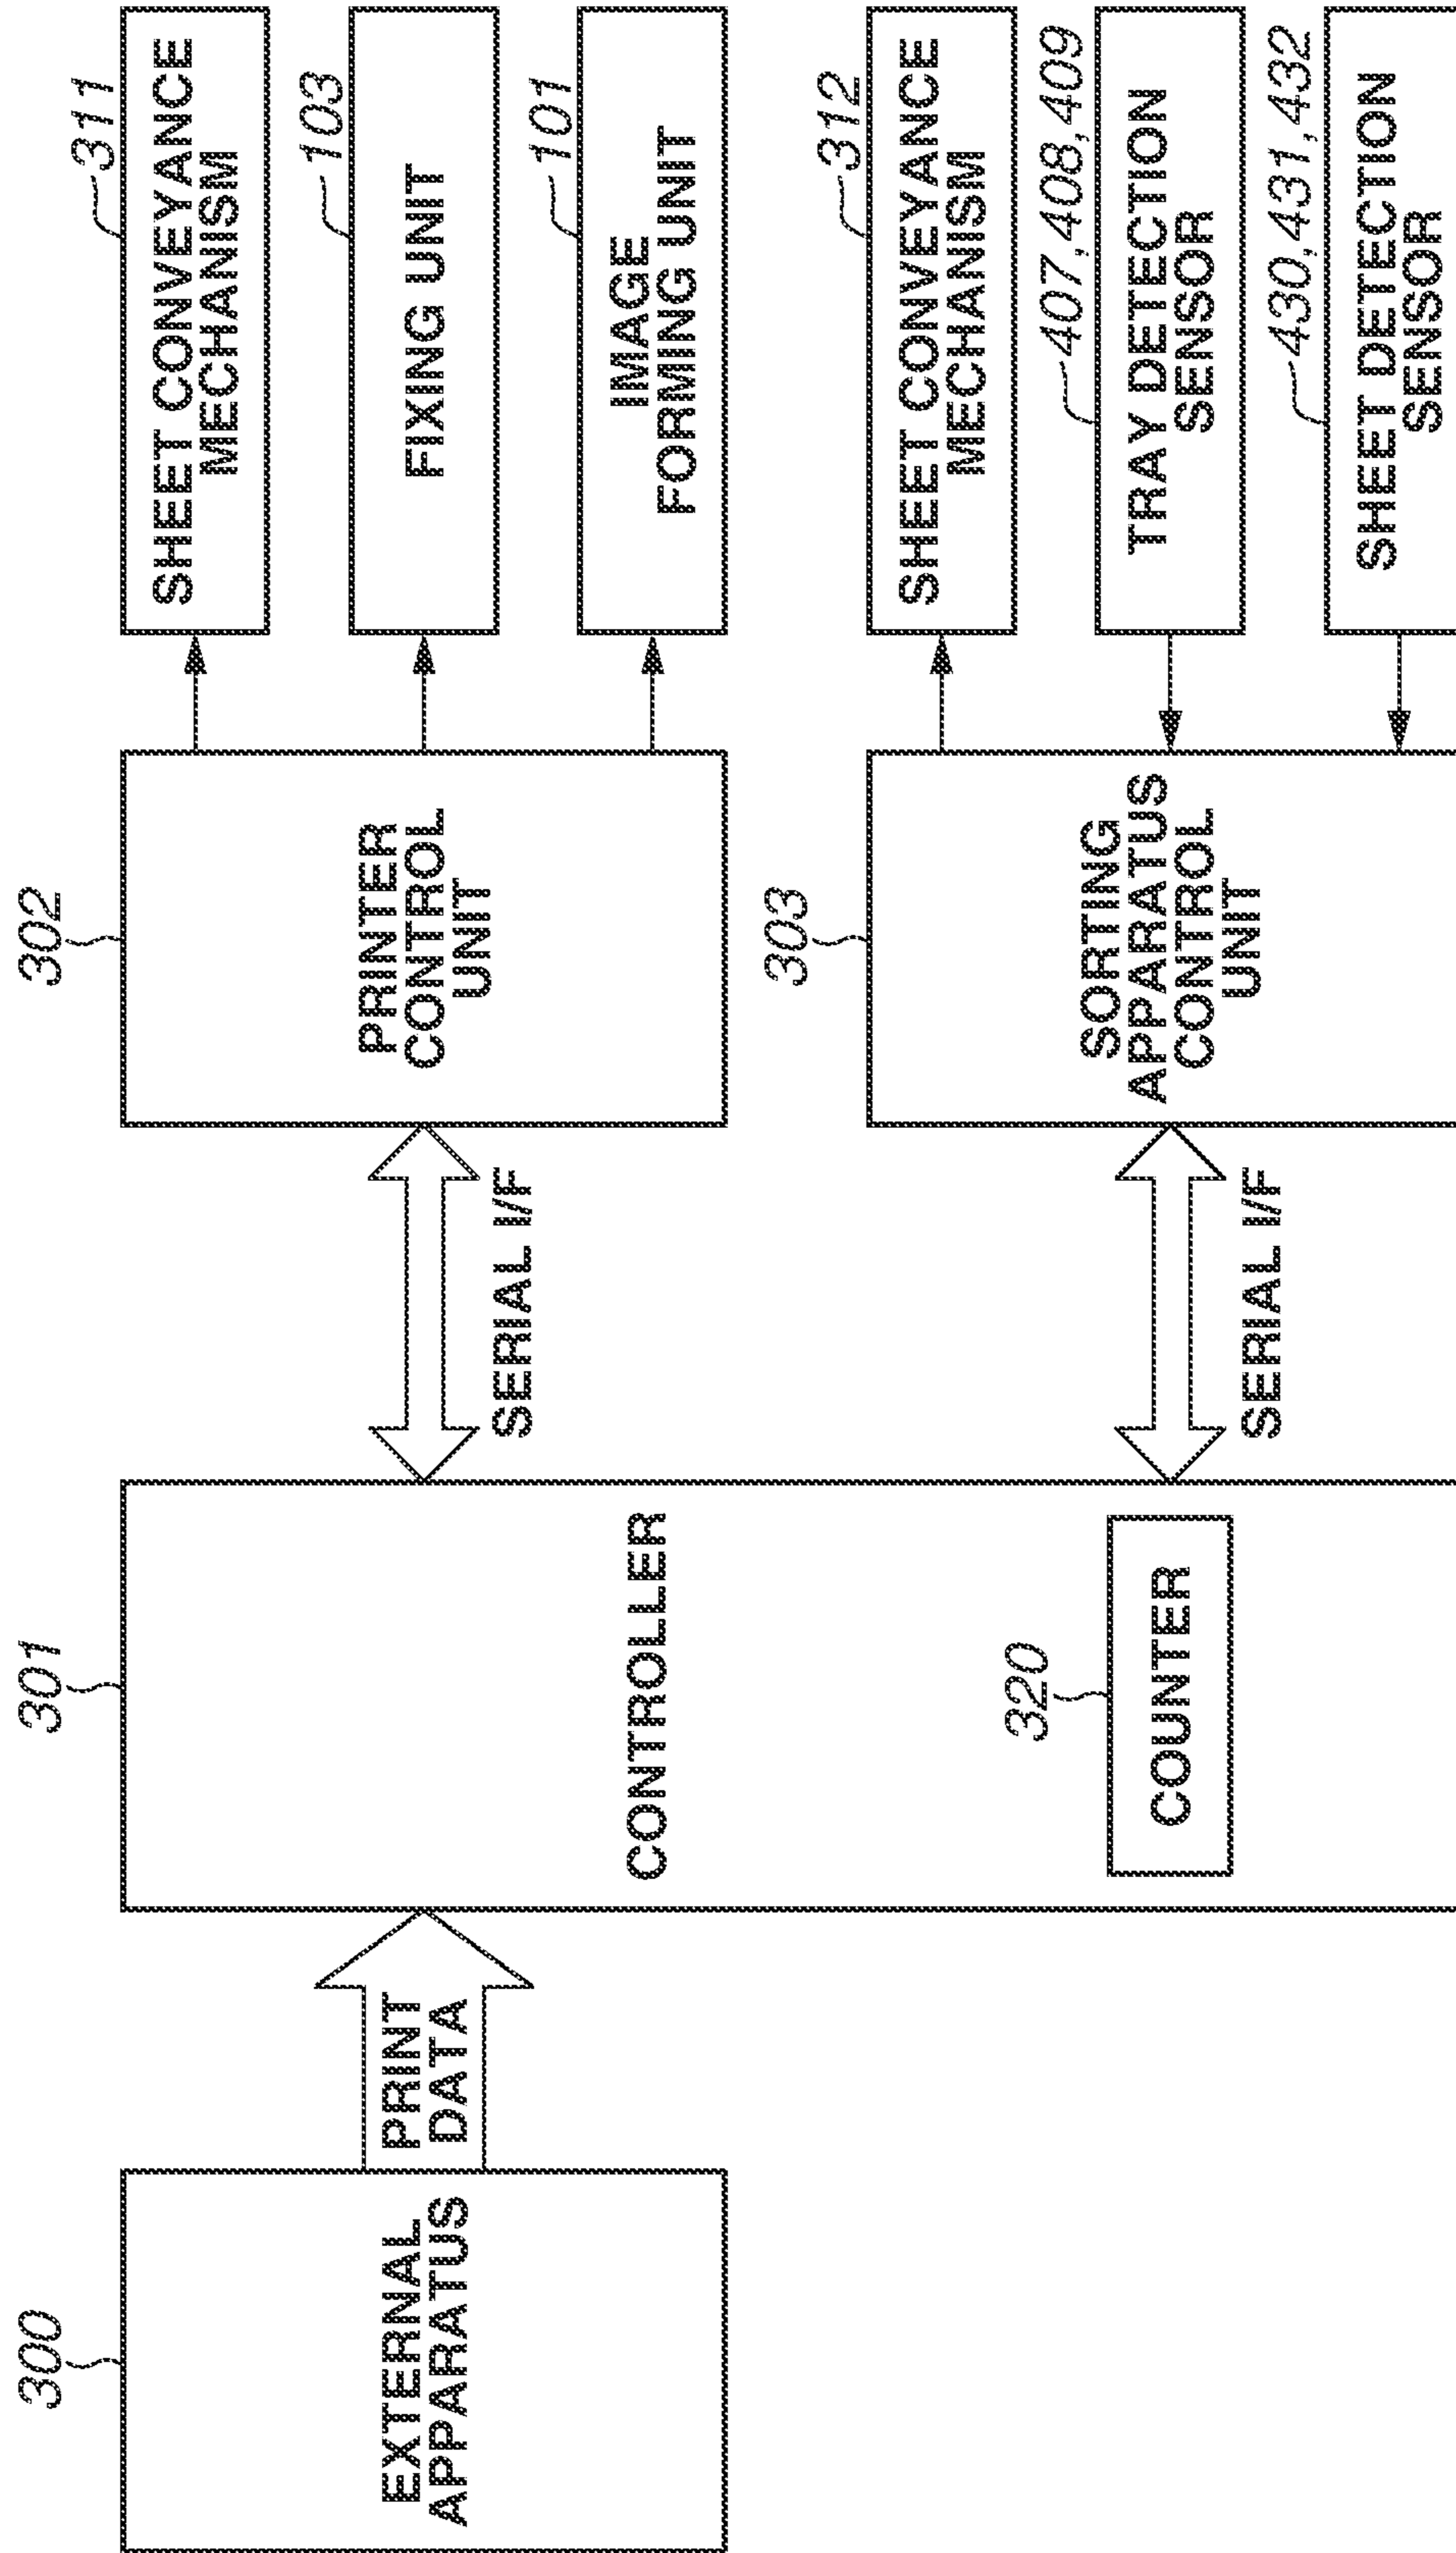 300
EXTERNAL
APPARATUS
PRINT
DATA
301
CONTROLLER
320
COUNTER
SERIAL I/F
SERIAL I/F
302
PRINTER
CONTROL
UNIT
303
SORTING
APPARATUS
CONTROL
UNIT
311
SHEET CONVEYANCE
MECHANISM
103
FIXING UNIT
101
IMAGE
FORMING UNIT
312
SHEET CONVEYANCE
MECHANISM
407,408,409
TRAY DETECTION
SENSOR
430,431,432
SHEET DETECTION
SENSOR